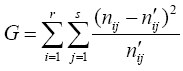 G = \sum_{i=1}^{r} \sum_{j=1}^{s} \frac{(n_{ij} - n'_{ij})^2}{n'_{ij}}